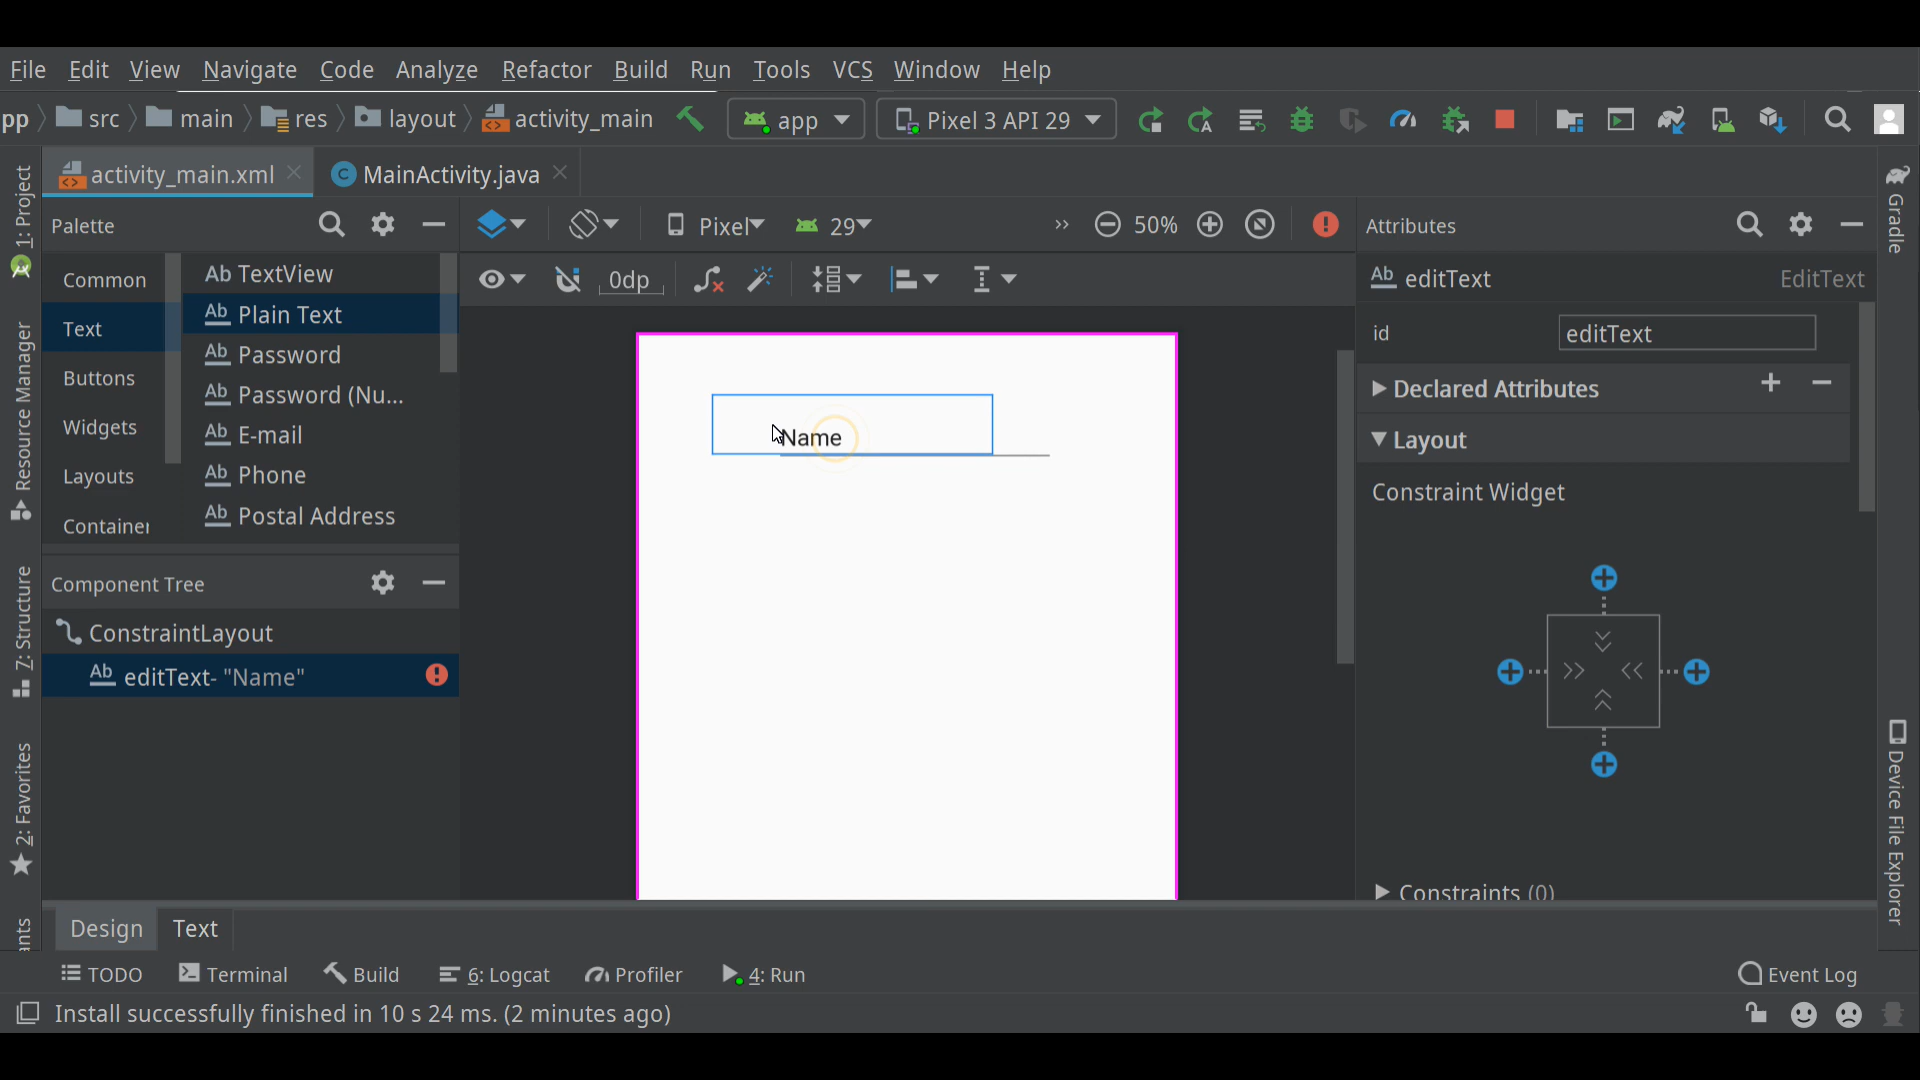 File Edit View Navigate Code Analyze Refactor Build Run Tools VCS Window Help
pp src main res layout activity_main app Pixel 3 API 29
activity_main.xml MainActivity.java
Palette Pixel 29 50% Attributes
0dp
Common
Text
Buttons
Widgets
Layouts
Container
Ab TextView
Ab Plain Text
Ab Password
Ab Password (Nu...
Ab E-mail
Ab Phone
Ab Postal Address
Component Tree
ConstraintLayout
Ab editText- "Name"
Name
Ab editText EditText
id editText
Declared Attributes
Layout
Constraint Widget
Constraints (0)
1: Project
Resource Manager
Z: Structure
2: Favorites
nts
Gradle
Device File Explorer
Design Text
TODO Terminal Build 6: Logcat Profiler 4: Run Event Log
Install successfully finished in 10 s 24 ms. (2 minutes ago)